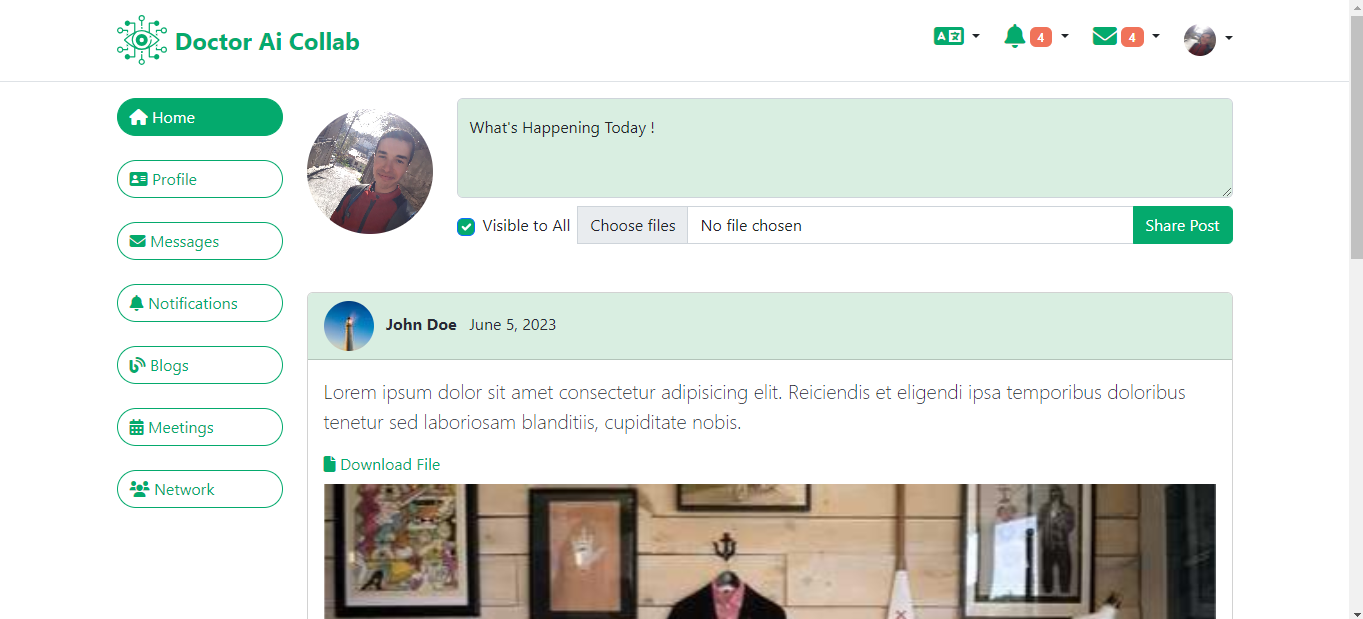 Doctor Ai Collab
4
4
Home
Profile
Messages
Notifications
Blogs
Meetings
Network
What's Happening Today !
Visible to All
Choose files
No file chosen
Share Post
John Doe June 5, 2023
Lorem ipsum dolor sit amet consectetur adipisicing elit. Reiciendis et eligendi ipsa temporibus doloribus
tenetur sed laboriosam blanditiis, cupiditate nobis.
Download File